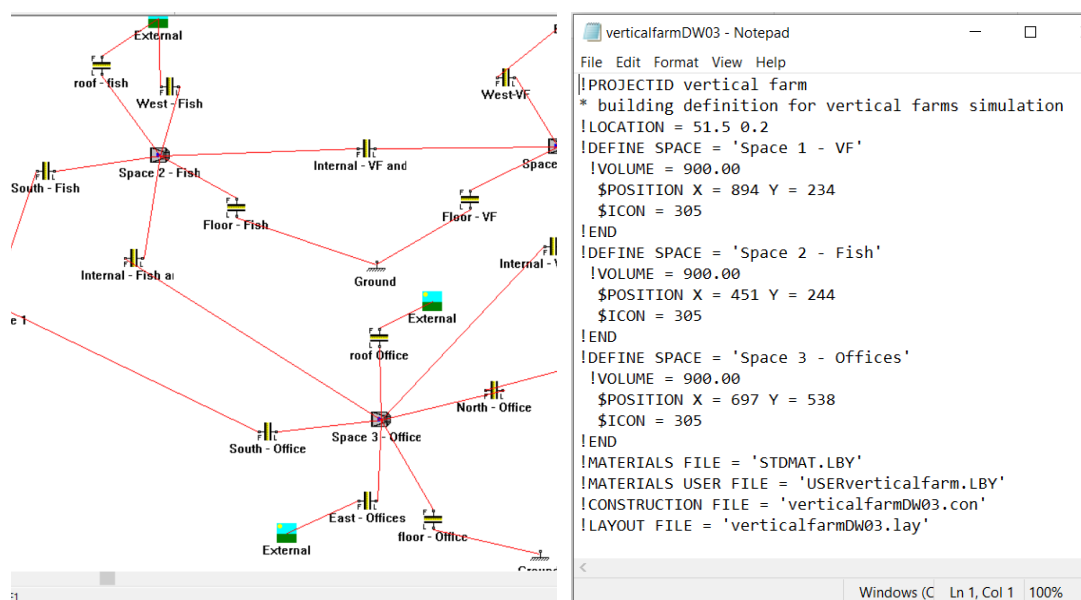 External
roof - fish
West - Fish
West-VF
Internal - VF and
South - Fish
Space 2 - Fish
Space
Floor - Fish
Floor - VF
Internal - Fish ar
Ground
Internal -
External
e 1
roof Office
North - Office
Space 3 - Office
South - Office
East - Offices
floor - Office
External
verticalfarmDW03 - Notepad
File Edit Format View Help
!PROJECTID vertical farm
* building definition for vertical farms simulation
!LOCATION = 51.5 0.2
!DEFINE SPACE = 'Space 1 - VF'
!VOLUME = 900.00
$POSITION X = 894 Y = 234
$ICON = 305
!END
!DEFINE SPACE = 'Space 2 - Fish'
!VOLUME = 900.00
$POSITION X = 451 Y = 244
$ICON = 305
!END
!DEFINE SPACE = 'Space 3 - Offices'
!VOLUME = 900.00
$POSITION X = 697 Y = 538
$ICON = 305
!END
!MATERIALS FILE = 'STDMAT.LBY'
!MATERIALS USER FILE = 'USERverticalfarm.LBY'
!CONSTRUCTION FILE = 'verticalfarmDW03.con'
!LAYOUT FILE = 'verticalfarmDW03.lay'
Windows (C Ln 1, Col 1 100%